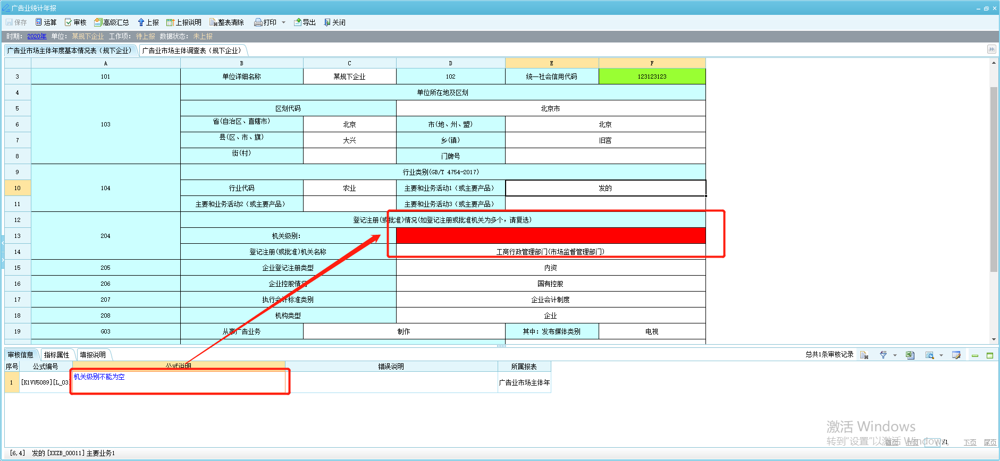 广告业统计年报
保存 运算 审核 高级汇总 上报 上报说明 整表清除 打印 导出 关闭
时期： 2020年 单位： 某规下企业 工作项： 待上报 数据状态： 未上报
广告业市场主体年度基本情况表（规下企业） 广告业市场主体调查表（规下企业）
A B C D E F
3 101 单位详细名称 某规下企业 102 统一社会信用代码 123123123
4 单位所在地及区划
5 区划代码 北京市
6 103 省(自治区、直辖市) 北京 市(地、州、盟) 北京
7 县(区、市、旗) 大兴 乡(镇) 旧宫
8 街(村) 门牌号
9 行业类别(GB/T 4754-2017)
10 104 行业代码 农业 主要和业务活动1（或主要产品） 发的
11 主要和业务活动2（或主要产品） 主要和业务活动3（或主要产品）
12 登记注册(或批准)情况(如登记注册或批准机关为多个，请复选)
13 204 机关级别：
14 登记注册(或批准)机关名称 工商行政管理部门(市场监督管理部门)
15 205 企业登记注册类型 内资
16 206 企业控股情况 国有控股
17 207 执行会计标准类别 企业会计制度
18 208 机构类型 企业
19 G03 从事广告业务 制作 其中：发布媒体类别 电视
审核信息 指标属性 填报说明 总共1条审核记录
序号 公式编号 公式说明 错误说明 所属报表
1 [K1VU5089][L_03 机关级别不能为空 广告业市场主体年
激活 Windows
转到"设置"以激活 Windows。
首页 上页 1 /1 下页 尾页
[6,4] 发的[XXZB_00011]主要业务1